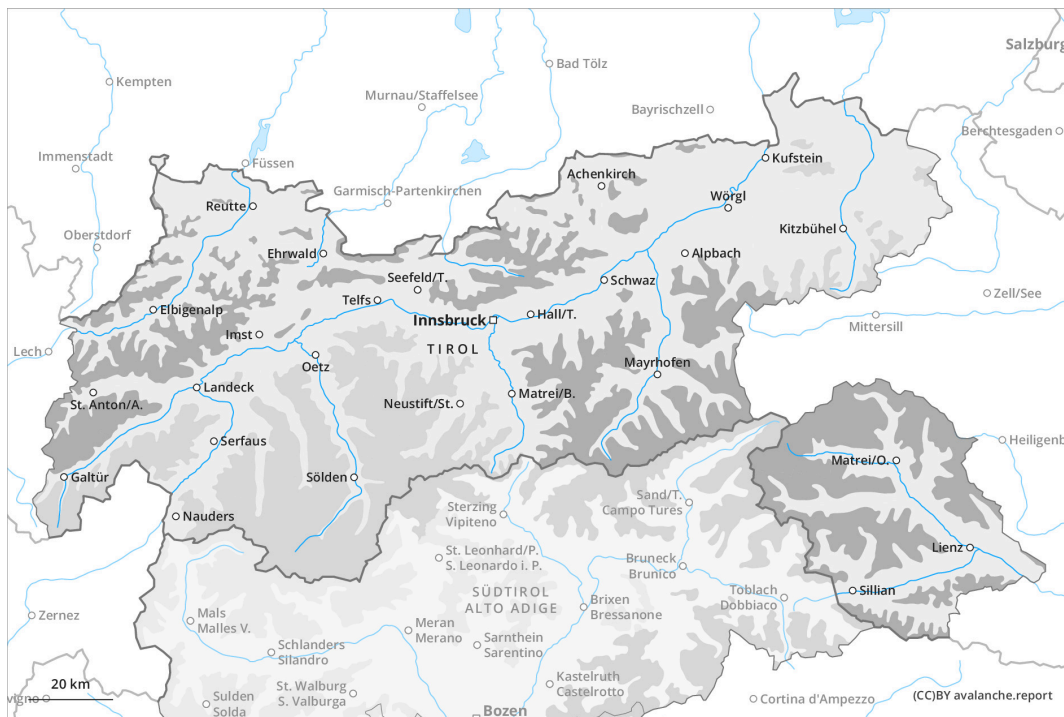 Salzburg
Kempten
Bad Tölz
Murnau/Staffelsee
Bayrischzell
Berchtesgaden
Immenstadt
Füssen
Kufstein
Achenkirch
Garmisch-Partenkirchen
Reutte
Wörgl
Oberstdorf
Kitzbühel
Ehrwald
Alpbach
Seefeld/T.
Schwaz
Zell/See
Telfs
Elbigenalp
Innsbruck
Hall/T.
Mittersill
Imst
TIROL
Lech
Oetz
Mayrhofen
Landeck
St. Anton/A.
Neustift/St.
Matrei/B.
Serfaus
Heiligenb
Matrei/O.
Galtür
Sölden
Sand/T.
Campo Tures
Sterzing
Vipiteno
Nauders
Lienz
St. Leonhard/P.
S. Leonardo i. P.
Bruneck
Brunico
SÜDTIROL
ALTO ADIGE
Toblach
Dobbiaco
Sillian
Brixen
Bressanone
Zernez
Mals
Malles V.
Meran
Merano
Sarnthein
Sarentino
Schlanders
Silandro
Kastelruth
Castelrotto
20 km
St. Walburg
S. Valburga
Sulden
Solda
vigno
Cortina d'Ampezzo
(CC)BY avalanche.report
Bozen